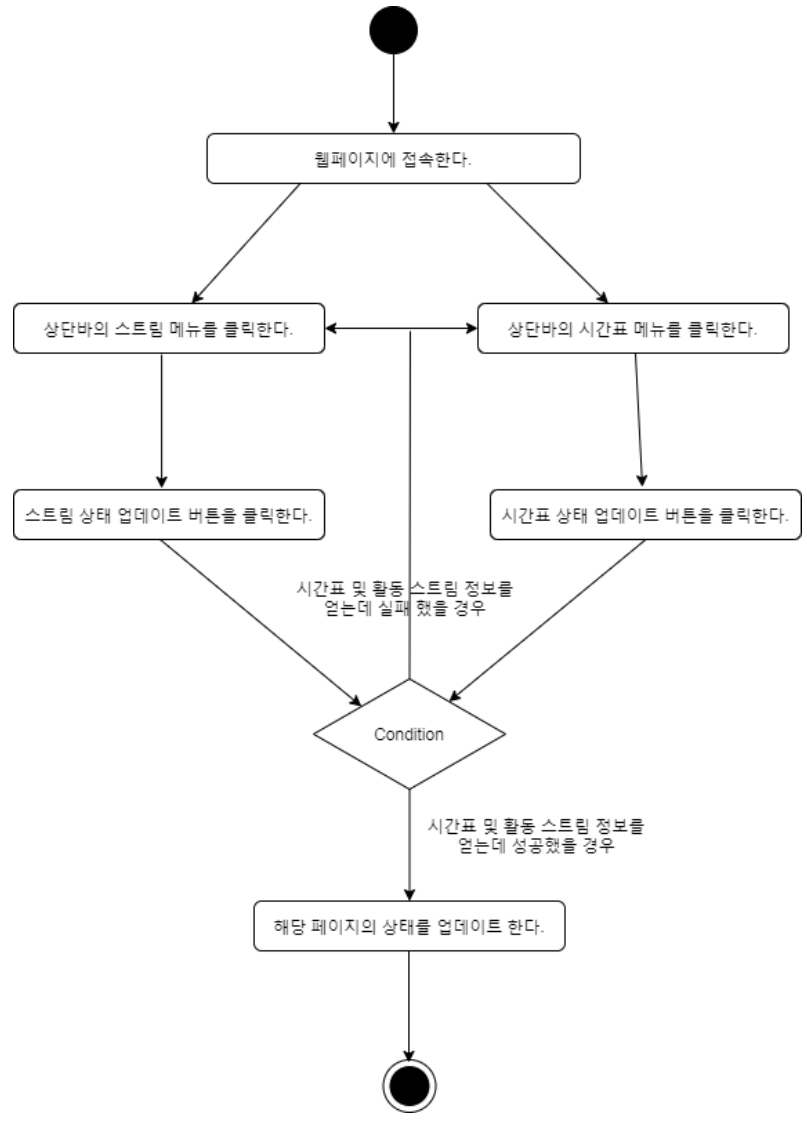 웹페이지에 접속한다.
상단바의 스트림 메뉴를 클릭한다.
상단바의 시간표 메뉴를 클릭한다.
스트림 상태 업데이트 버튼을 클릭한다.
시간표 상태 업데이트 버튼을 클릭한다.
시간표 및 활동 스트림 정보를
얻는데 실패 했을 경우
Condition
시간표 및 활동 스트림 정보를
얻는데 성공했을 경우
해당 페이지의 상태를 업데이트 한다.